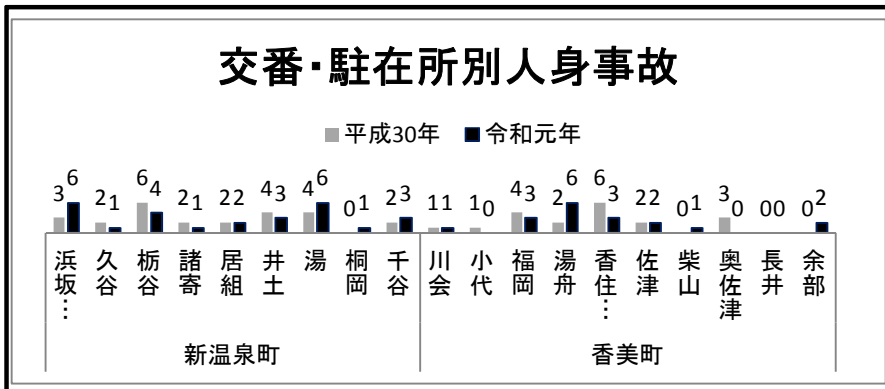 交番・駐在所別人身事故
平成30年 令和元年
3 6 2 1 6 4 2 1 2 2 4 3 4 6 0 1 2 3 1 1 1 0 4 3 2 6 6 3 2 2 0 1 3 0 0 0 0 2
浜坂… 久谷 栃谷 諸寄 居組 井土 湯 桐岡 千谷 川会 小代 福岡 湯舟 香住… 佐津 柴山 奥佐津 長井 余部
新温泉町 香美町